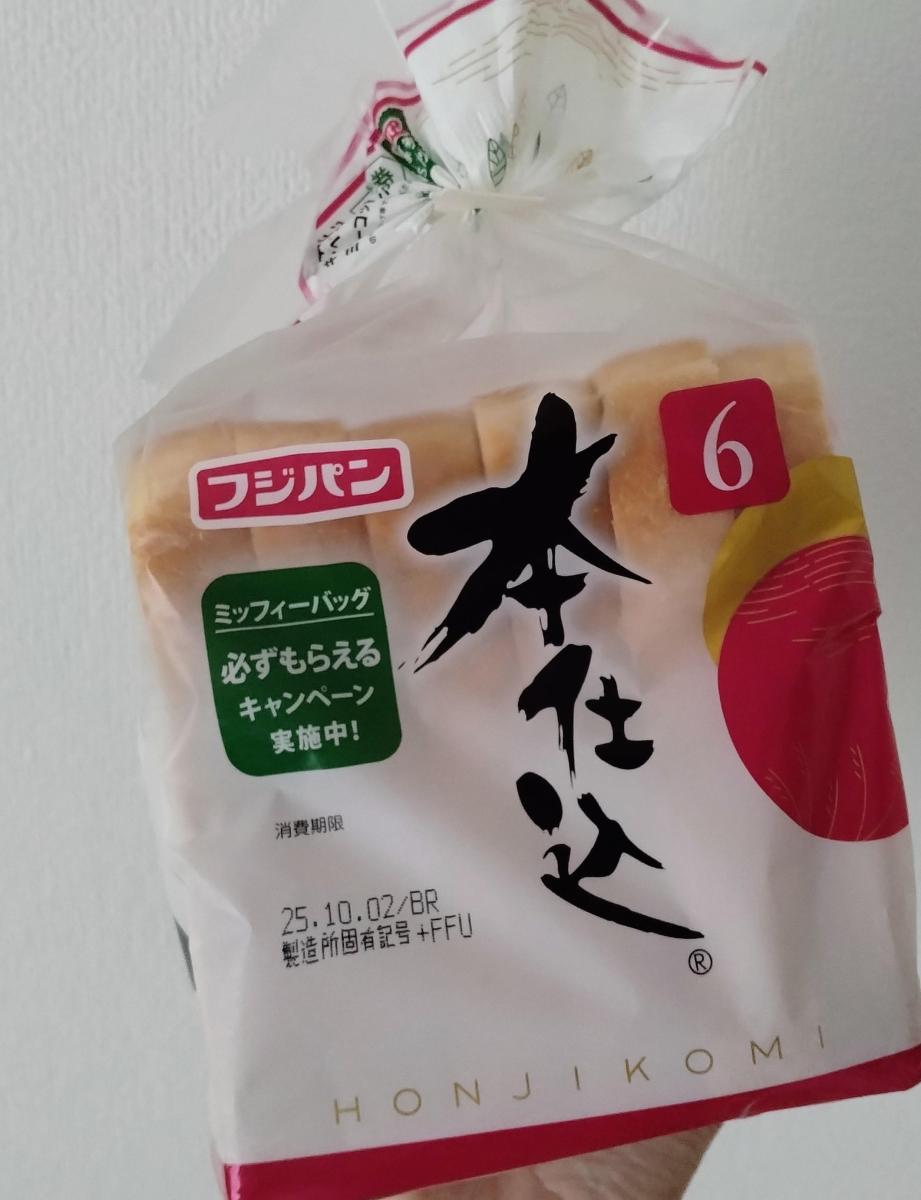 フジパン
6
本仕込
®
ミッフィーバッグ
必ずもらえる
キャンペーン
実施中!
消費期限
25.10.02/BR
製造所固有記号+FFU
HONJIKOMI